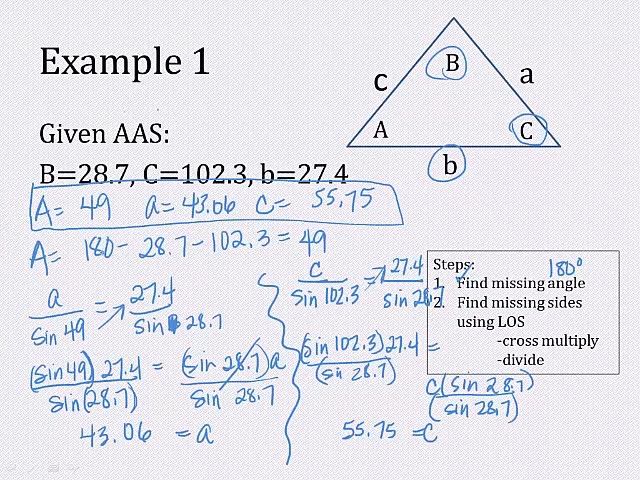 Example 1
B
c
a
A
C
b
Given AAS:
B=28.7, C=102.3, b=27.4
A= 49 a=43.06 c= 55.75
A= 180 - 28.7 - 102.3 = 49
Steps: 180°
1. Find missing angle
2. Find missing sides
using LOS
-cross multiply
-divide
a/sin 49 = 27.4/sin 28.7
(sin 49) 27.4/sin(28.7) = (sin 28.7)a/sin 28.7
43.06 = a
c/sin 102.3 = 27.4/sin 28.7
(sin 102.3)27.4/(sin 28.7) = c(sin 28.7)/(sin 28.7)
55.75 = c